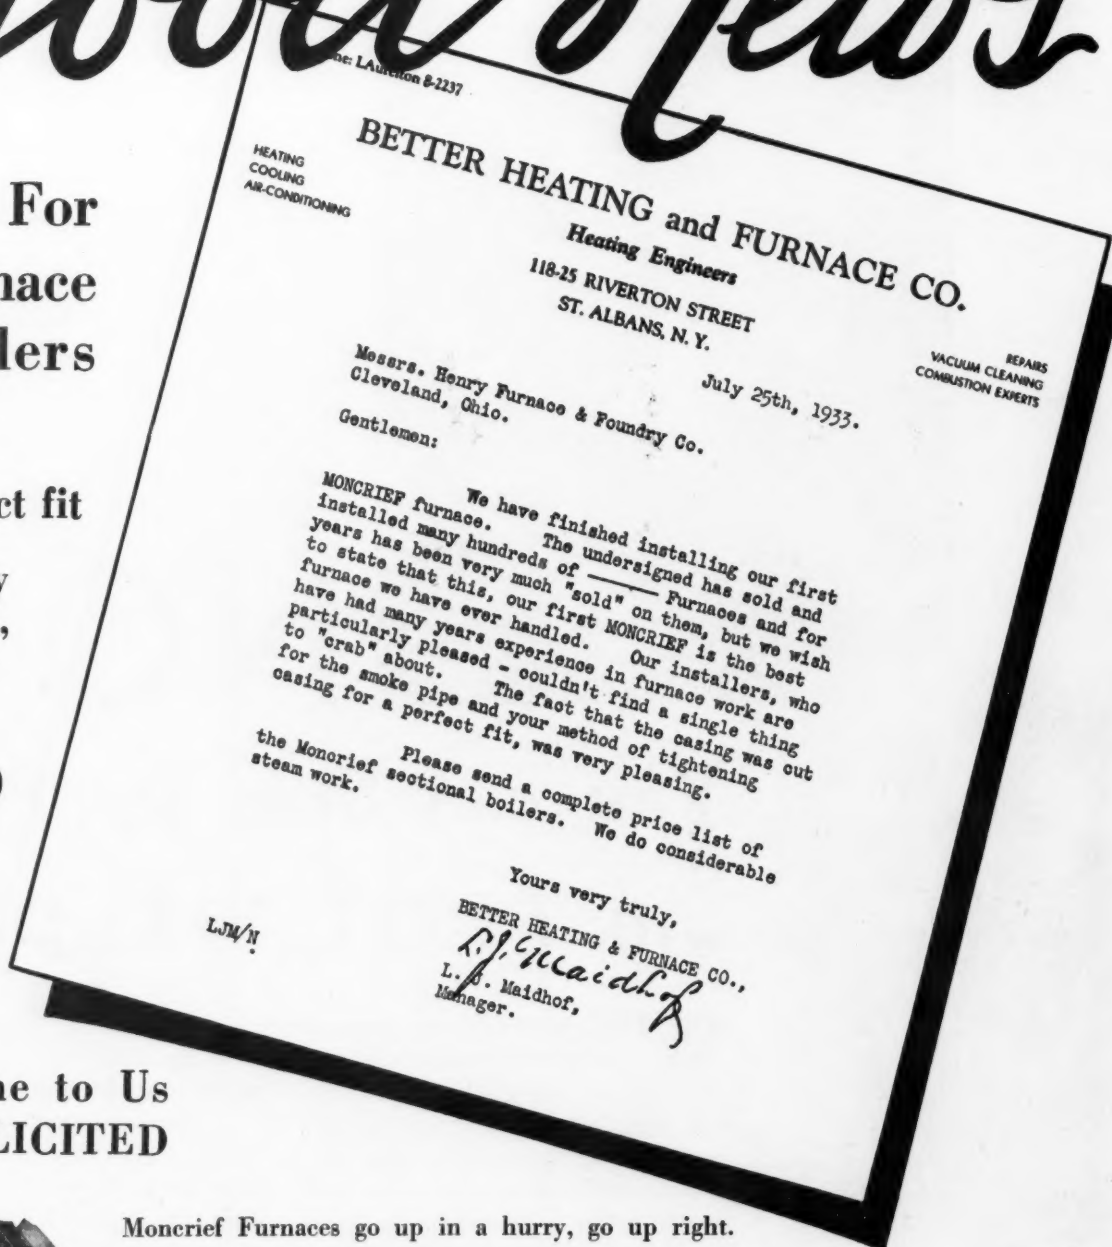 Good News
For
nace
lers
ct fit
y
,
)
ne to Us
LICITED
ne: LAurelton 8-2237
HEATING
COOLING
AIR-CONDITIONING
BETTER HEATING and FURNACE CO.
Heating Engineers
118-25 RIVERTON STREET
ST. ALBANS, N. Y.
REPAIRS
VACUUM CLEANING
COMBUSTION EXPERTS
July 25th, 1933.
Messrs. Henry Furnace & Foundry Co.
Cleveland, Ohio.
Gentlemen:
We have finished installing our first
MONCRIEF furnace. The undersigned has sold and
installed many hundreds of ——— Furnaces and for
years has been very much "sold" on them, but we wish
to state that this, our first MONCRIEF is the best
furnace we have ever handled. Our installers, who
have had many years experience in furnace work are
particularly pleased - couldn't find a single thing
to "crab" about. The fact that the casing was cut
for the smoke pipe and your method of tightening
casing for a perfect fit, was very pleasing.
Please send a complete price list of
the Moncrief sectional boilers. We do considerable
steam work.
Yours very truly,
BETTER HEATING & FURNACE CO.,
L. J. Maidhof
L. J. Maidhof,
Manager.
LJM/N
Moncrief Furnaces go up in a hurry, go up right.